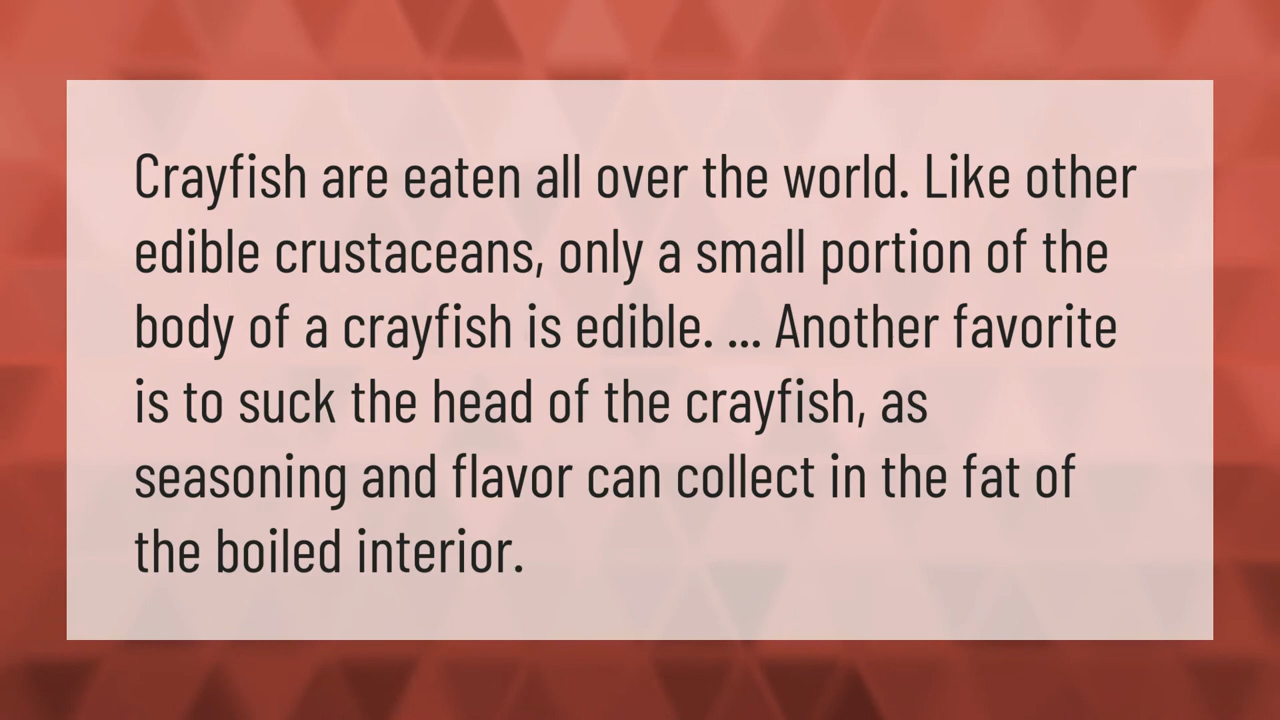 Crayfish are eaten all over the world. Like other
edible crustaceans, only a small portion of the
body of a crayfish is edible. ... Another favorite
is to suck the head of the crayfish, as
seasoning and flavor can collect in the fat of
the boiled interior.